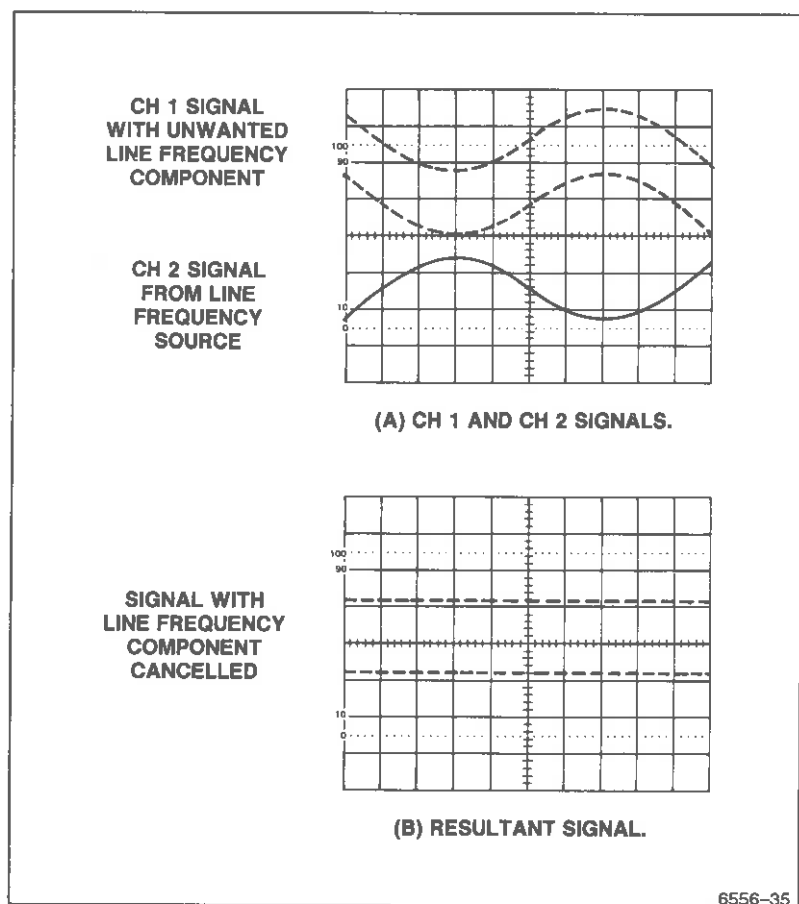 CH 1 SIGNAL
WITH UNWANTED
LINE FREQUENCY
COMPONENT
100
90
CH 2 SIGNAL
FROM LINE
FREQUENCY
SOURCE
10
0
(A) CH 1 AND CH 2 SIGNALS.
100
90
SIGNAL WITH
LINE FREQUENCY
COMPONENT
CANCELLED
10
0
(B) RESULTANT SIGNAL.
6556-35